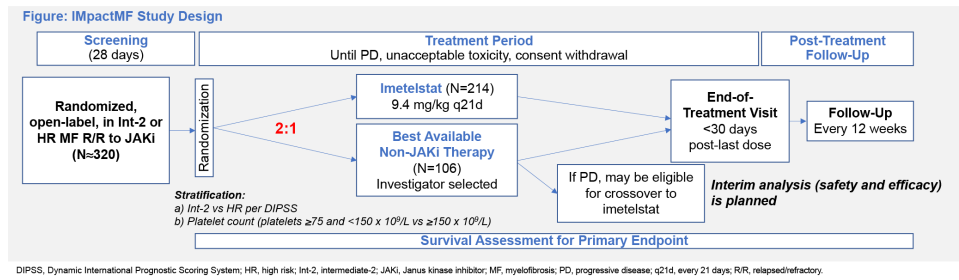 Figure: IMpactMF Study Design
Screening
(28 days)
Treatment Period
Until PD, unacceptable toxicity, consent withdrawal
Post-Treatment
Follow-Up
Randomized,
open-label, in Int-2 or
HR MF R/R to JAKi
(N≈320)
Randomization
2:1
Imetelstat (N=214)
9.4 mg/kg q21d
Best Available
Non-JAKi Therapy
(N=106)
Investigator selected
End-of-
Treatment Visit
<30 days
post-last dose
Follow-Up
Every 12 weeks
If PD, may be eligible
for crossover to
imetelstat
Interim analysis (safety and efficacy)
is planned
Stratification:
a) Int-2 vs HR per DIPSS
b) Platelet count (platelets ≥75 and <150 x 10⁹/L vs ≥150 x 10⁹/L)
Survival Assessment for Primary Endpoint
DIPSS, Dynamic International Prognostic Scoring System; HR, high risk; Int-2, intermediate-2; JAKi, Janus kinase inhibitor; MF, myelofibrosis; PD, progressive disease; q21d, every 21 days; R/R, relapsed/refractory.